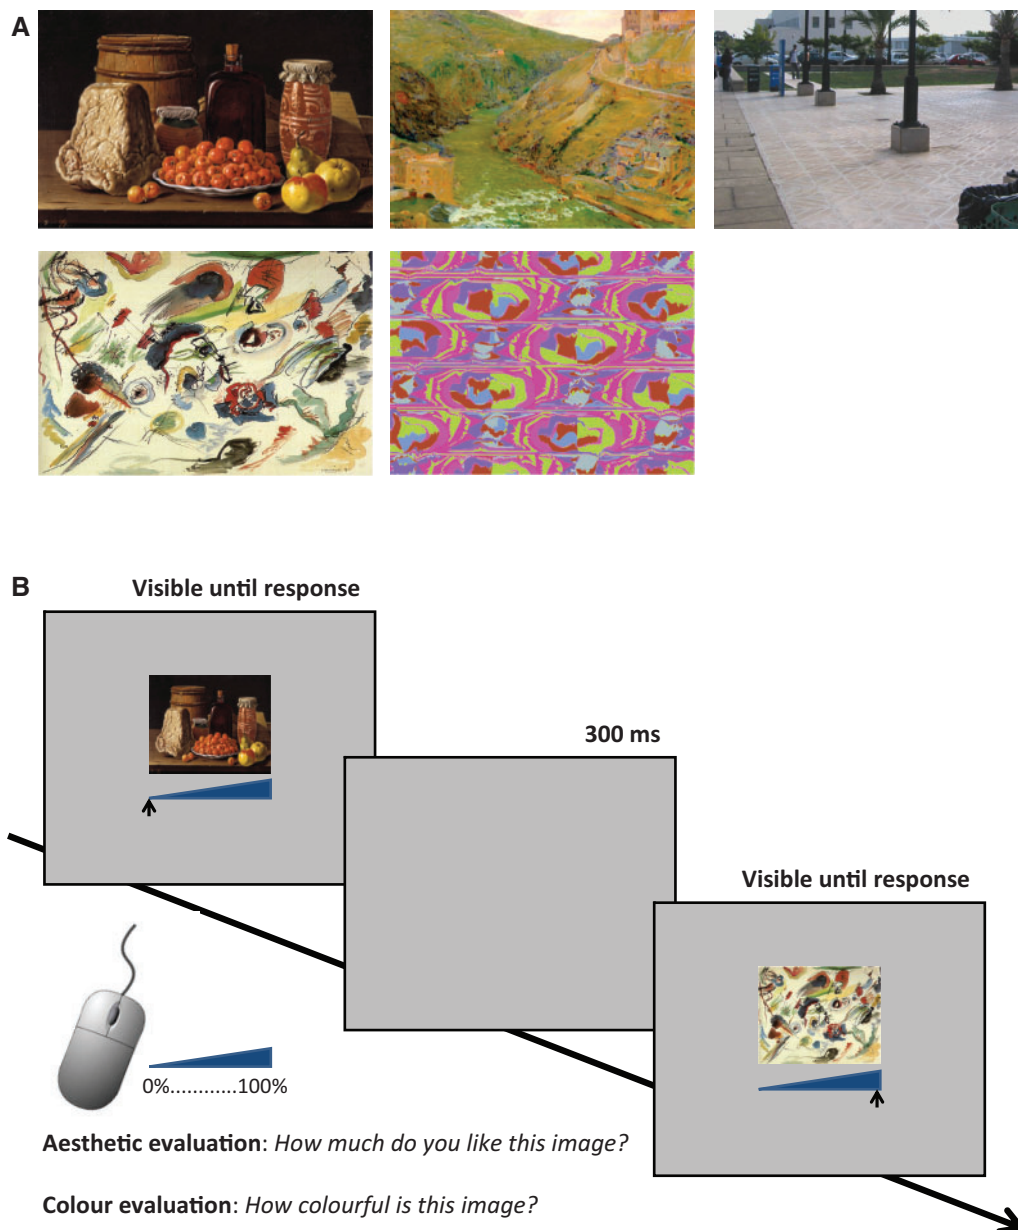 A
B
Visible until response
300 ms
Visible until response
0%............100%
Aesthetic evaluation: How much do you like this image?
Colour evaluation: How colourful is this image?